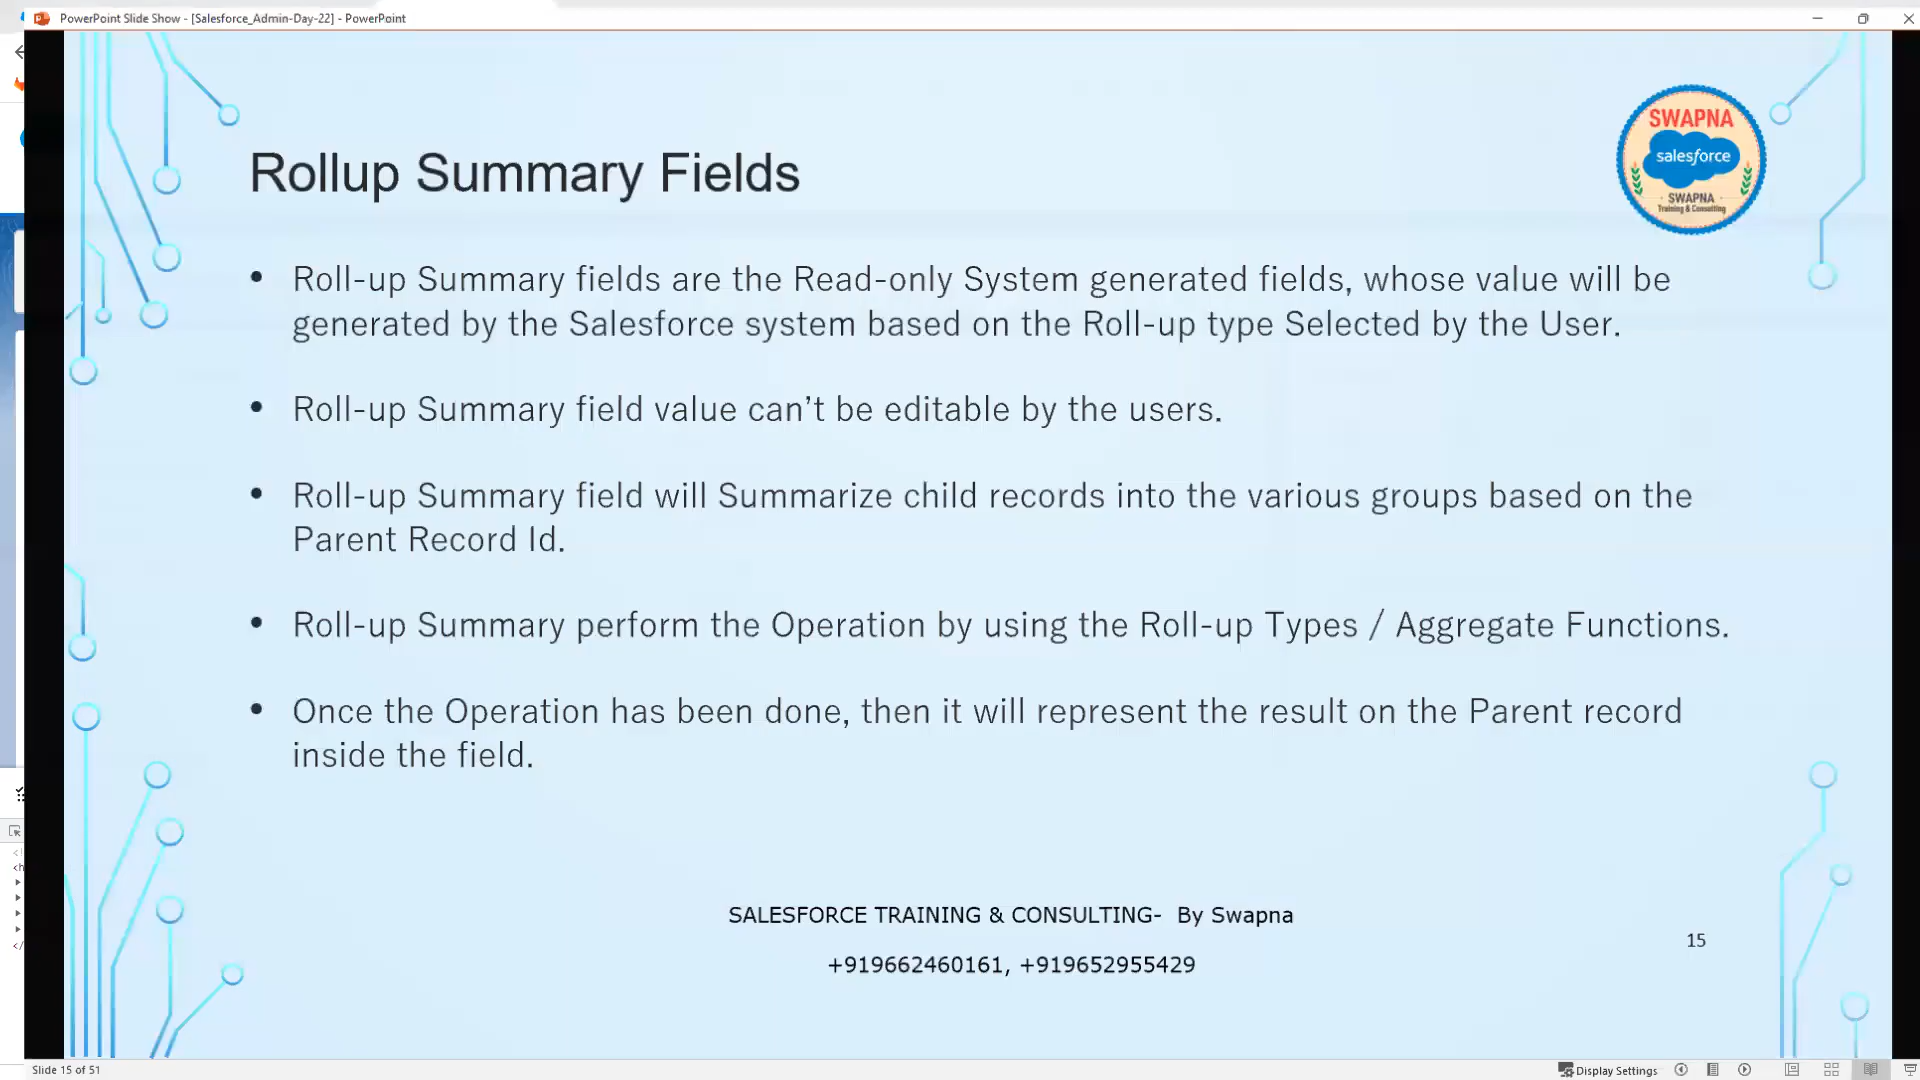 PowerPoint Slide Show - [Salesforce_Admin-Day-22] - PowerPoint
SWAPNA
salesforce
SWAPNA
Training & Consulting
Rollup Summary Fields
• Roll-up Summary fields are the Read-only System generated fields, whose value will be
generated by the Salesforce system based on the Roll-up type Selected by the User.
• Roll-up Summary field value can’t be editable by the users.
• Roll-up Summary field will Summarize child records into the various groups based on the
Parent Record Id.
• Roll-up Summary perform the Operation by using the Roll-up Types / Aggregate Functions.
• Once the Operation has been done, then it will represent the result on the Parent record
inside the field.
SALESFORCE TRAINING & CONSULTING- By Swapna
15
+919662460161, +919652955429
Slide 15 of 51
Display Settings